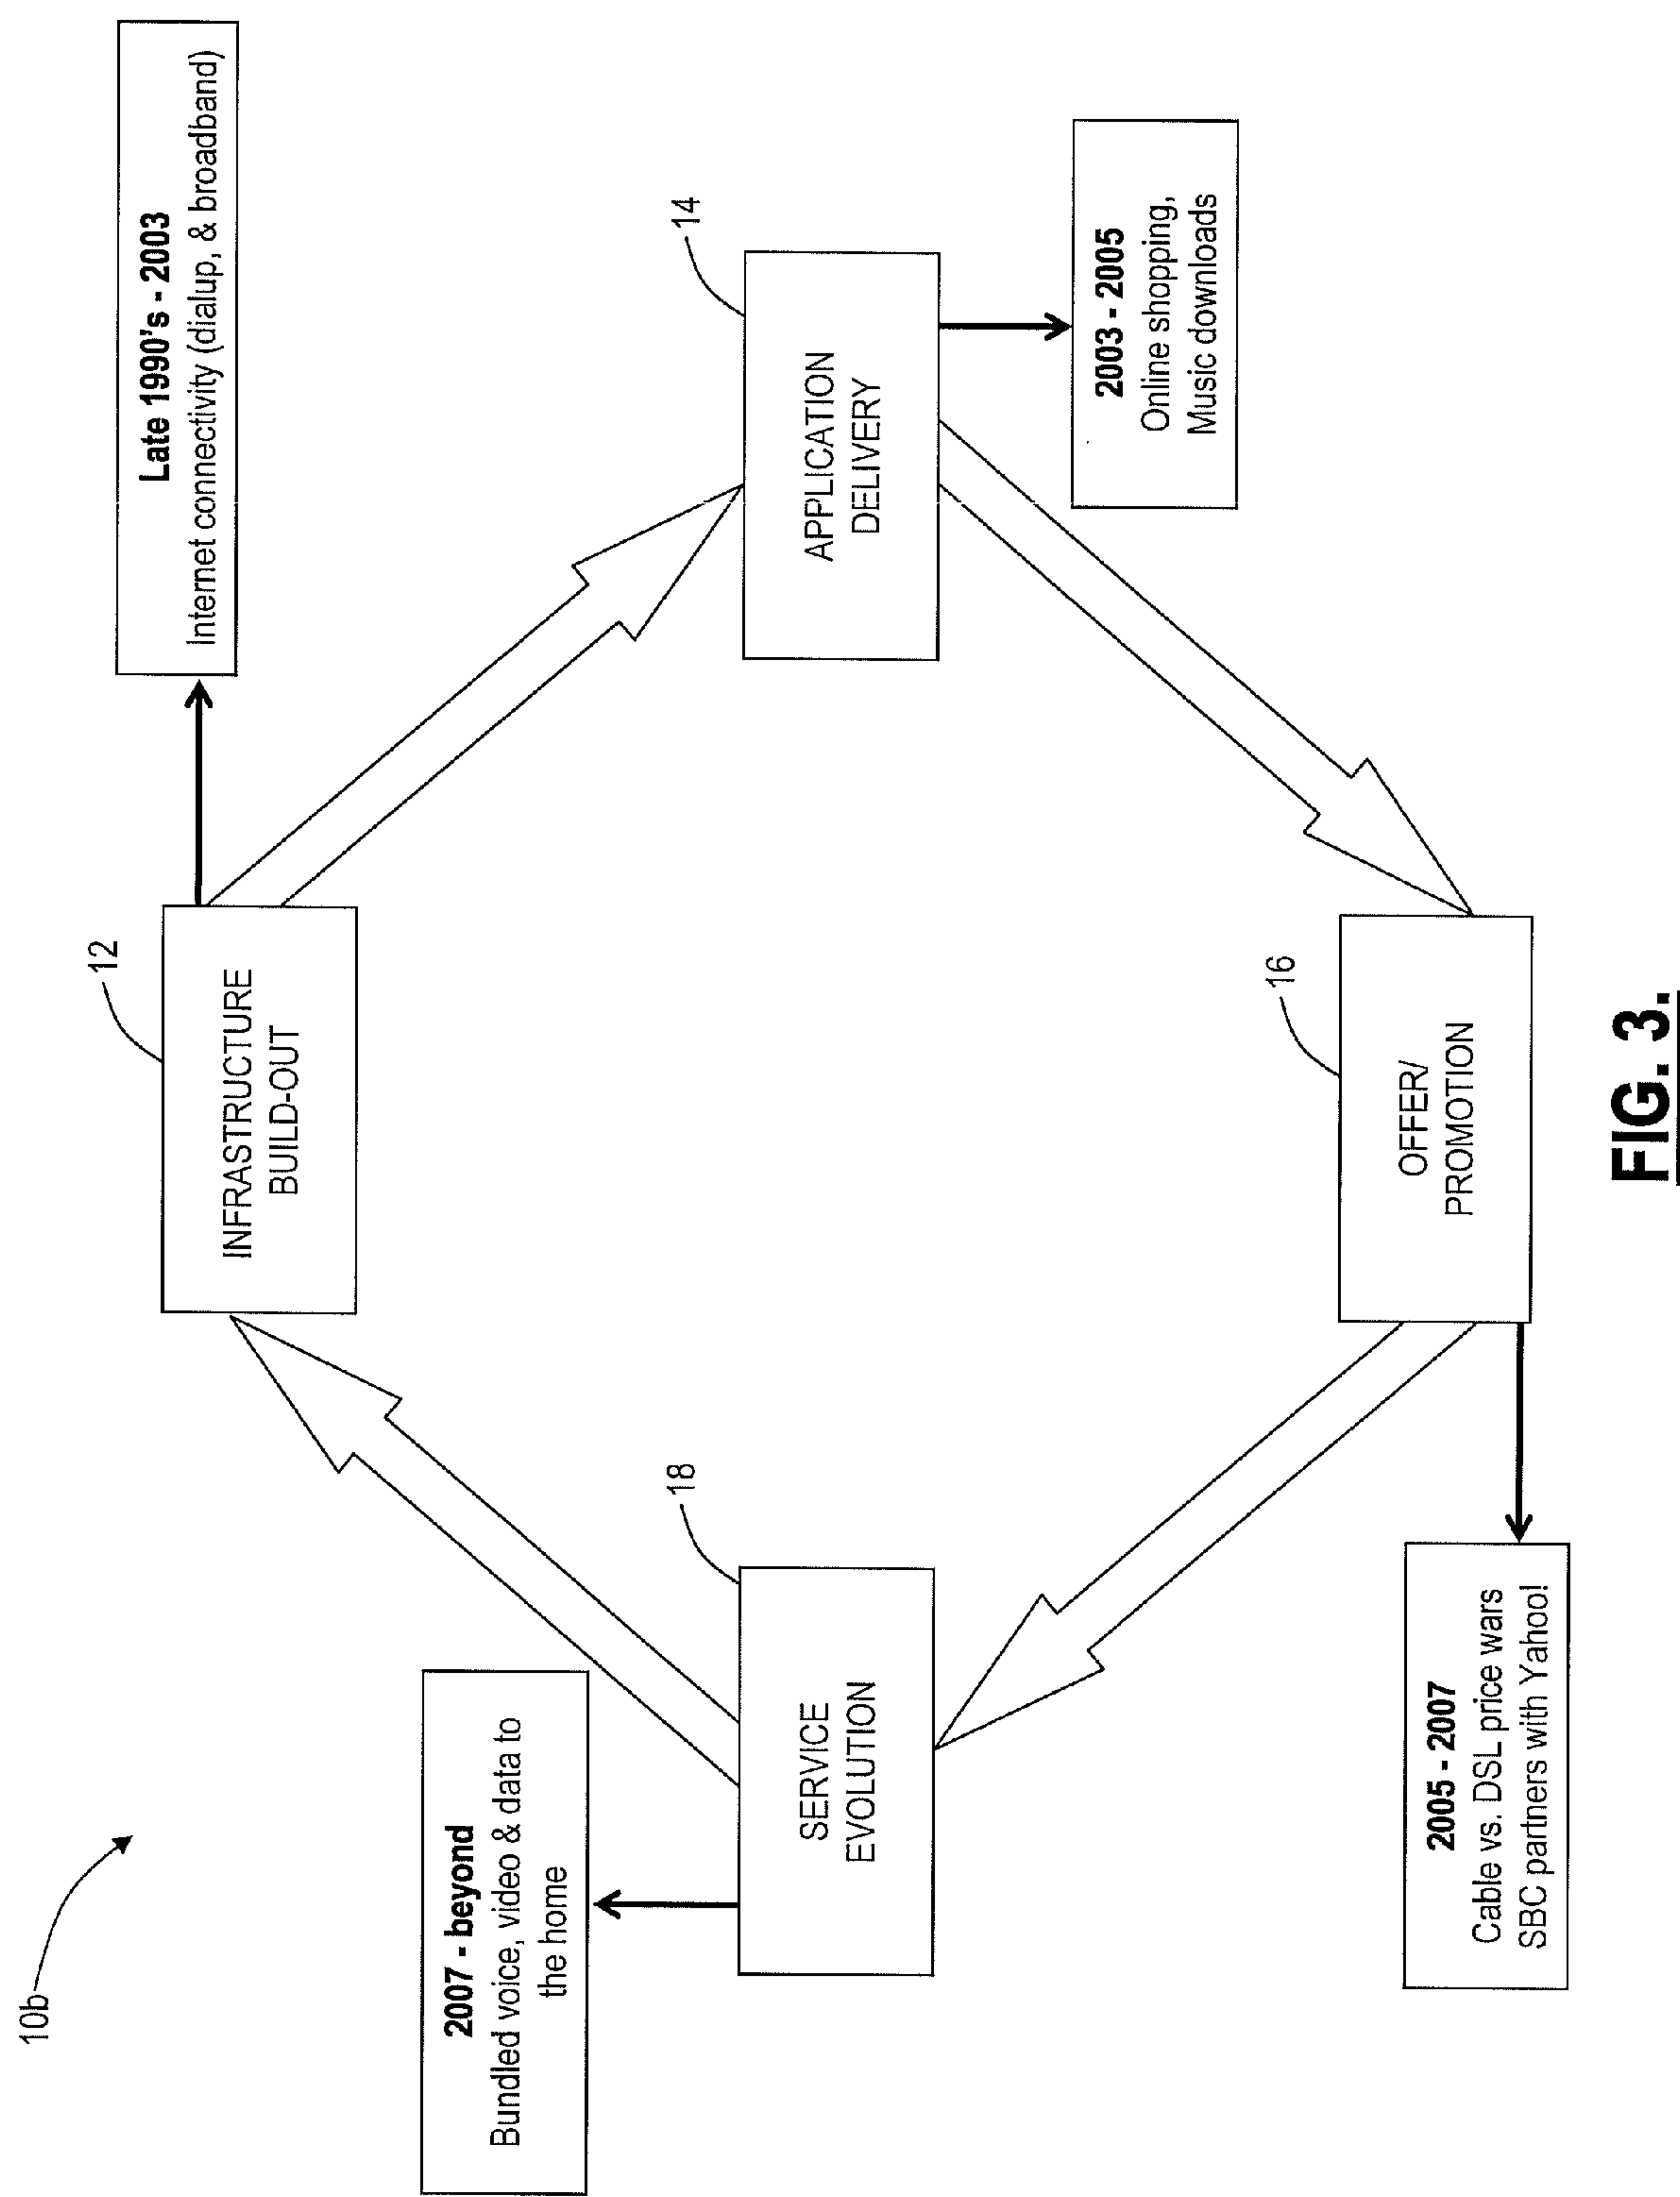 10b
12
Late 1990's - 2003
Internet connectivity (dialup, & broadband)
INFRASTRUCTURE
BUILD-OUT
2007 - beyond
Bundled voice, video & data to
the home
18
14
SERVICE
EVOLUTION
APPLICATION
DELIVERY
2003 - 2005
Online shopping,
Music downloads
16
OFFER/
PROMOTION
2005 - 2007
Cable vs. DSL price wars
SBC partners with Yahoo!
FIG. 3.